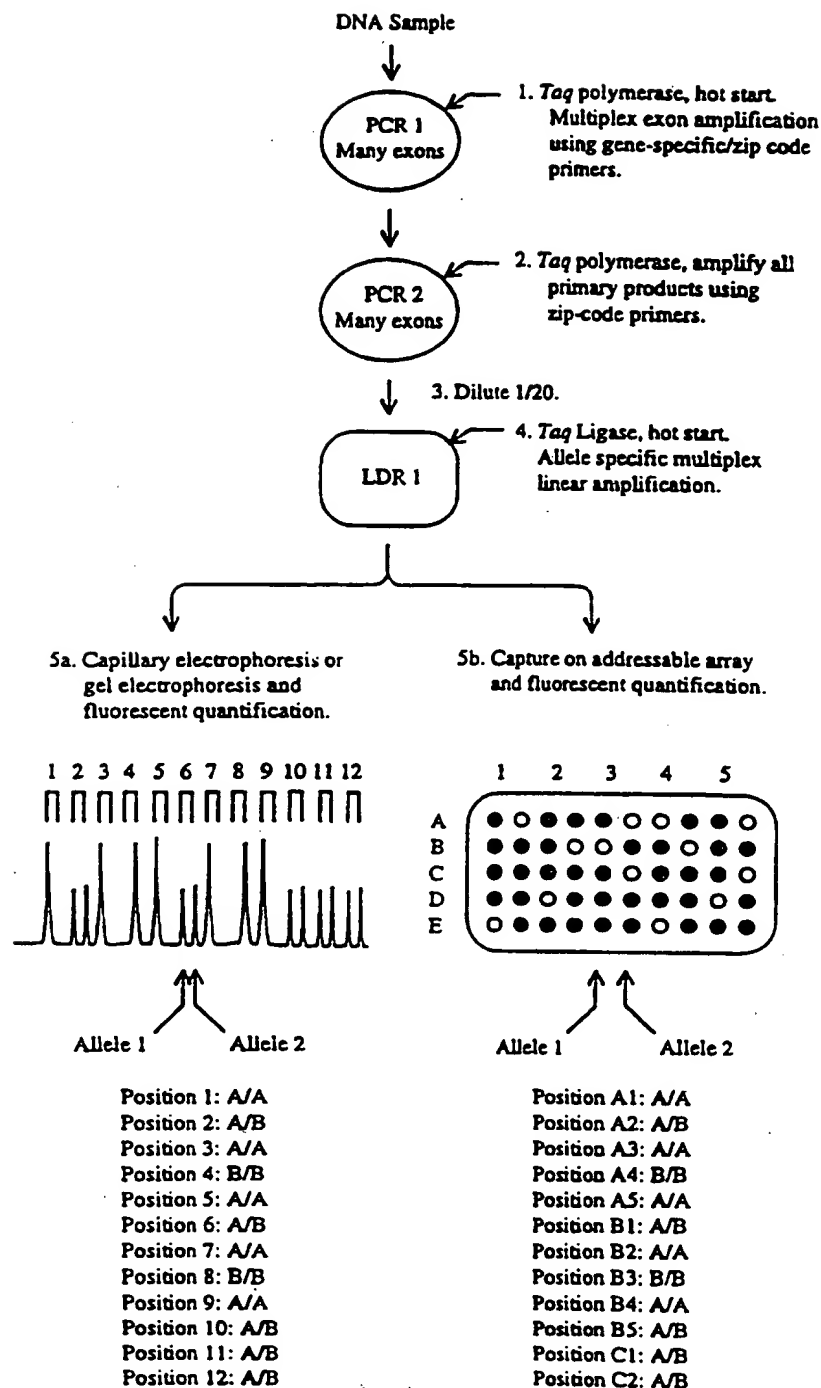 DNA Sample
PCR 1
Many exons
1. Taq polymerase, hot start.
Multiplex exon amplification
using gene-specific/zip code
primers.
PCR 2
Many exons
2. Taq polymerase, amplify all
primary products using
zip-code primers.
3. Dilute 1/20.
LDR 1
4. Taq Ligase, hot start.
Allele specific multiplex
linear amplification.
5a. Capillary electrophoresis or
gel electrophoresis and
fluorescent quantification.
5b. Capture on addressable array
and fluorescent quantification.
1 2 3 4 5 6 7 8 9 10 11 12
1 2 3 4 5
A
B
C
D
E
Allele 1 Allele 2
Allele 1 Allele 2
Position 1: A/A
Position 2: A/B
Position 3: A/A
Position 4: B/B
Position 5: A/A
Position 6: A/B
Position 7: A/A
Position 8: B/B
Position 9: A/A
Position 10: A/B
Position 11: A/B
Position 12: A/B
Position A1: A/A
Position A2: A/B
Position A3: A/A
Position A4: B/B
Position A5: A/A
Position B1: A/B
Position B2: A/A
Position B3: B/B
Position B4: A/A
Position B5: A/B
Position C1: A/B
Position C2: A/B